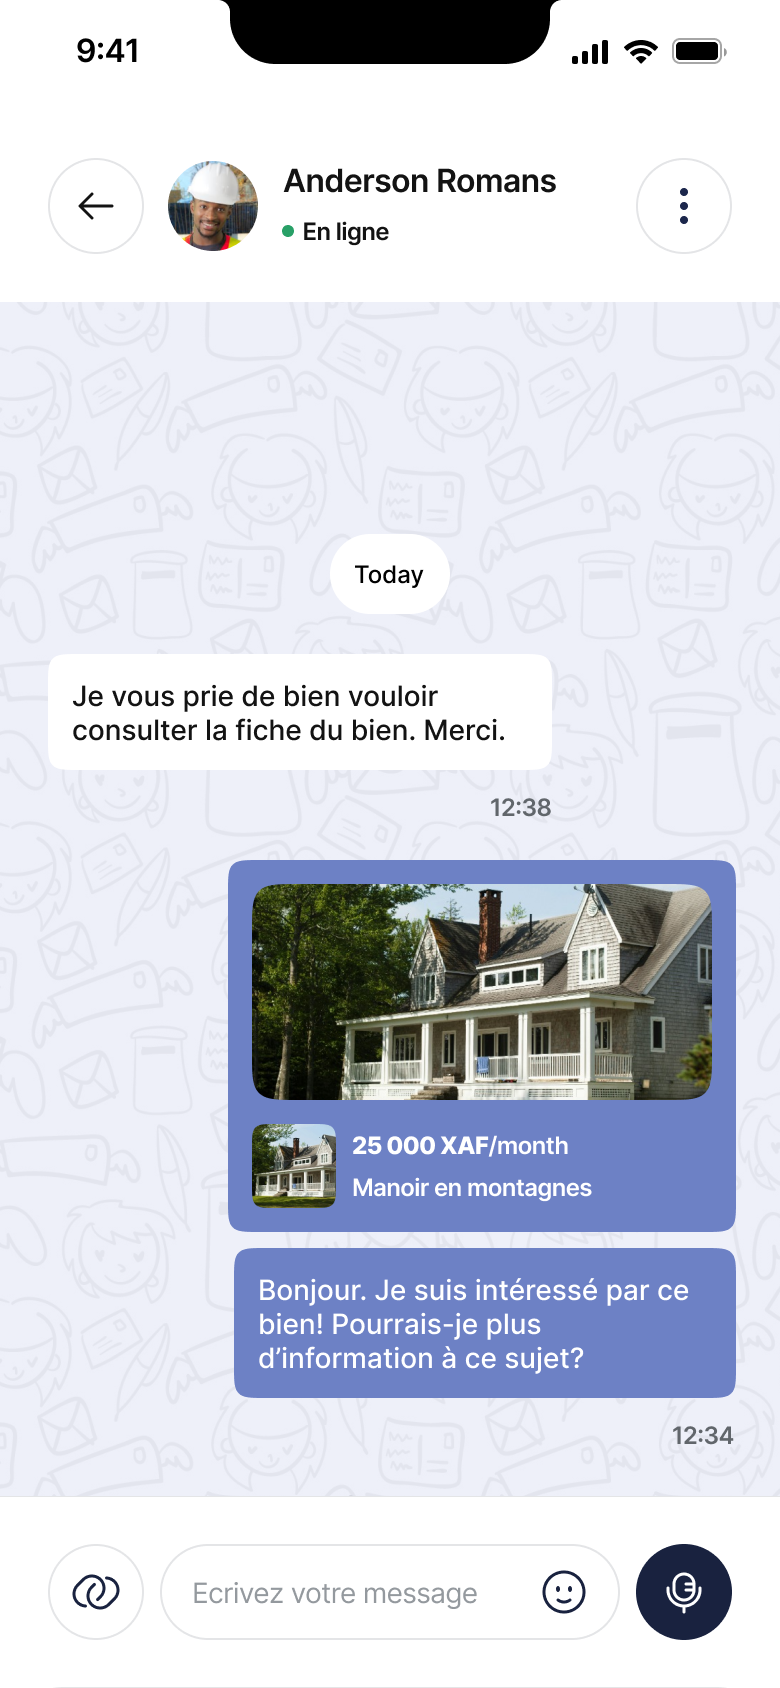 9:41
Anderson Romans
En ligne
Today
Je vous prie de bien vouloir
consulter la fiche du bien. Merci.
12:38
25 000 XAF/month
Manoir en montagnes
Bonjour. Je suis intéressé par ce
bien! Pourrais-je plus
d’information à ce sujet?
12:34
Ecrivez votre message